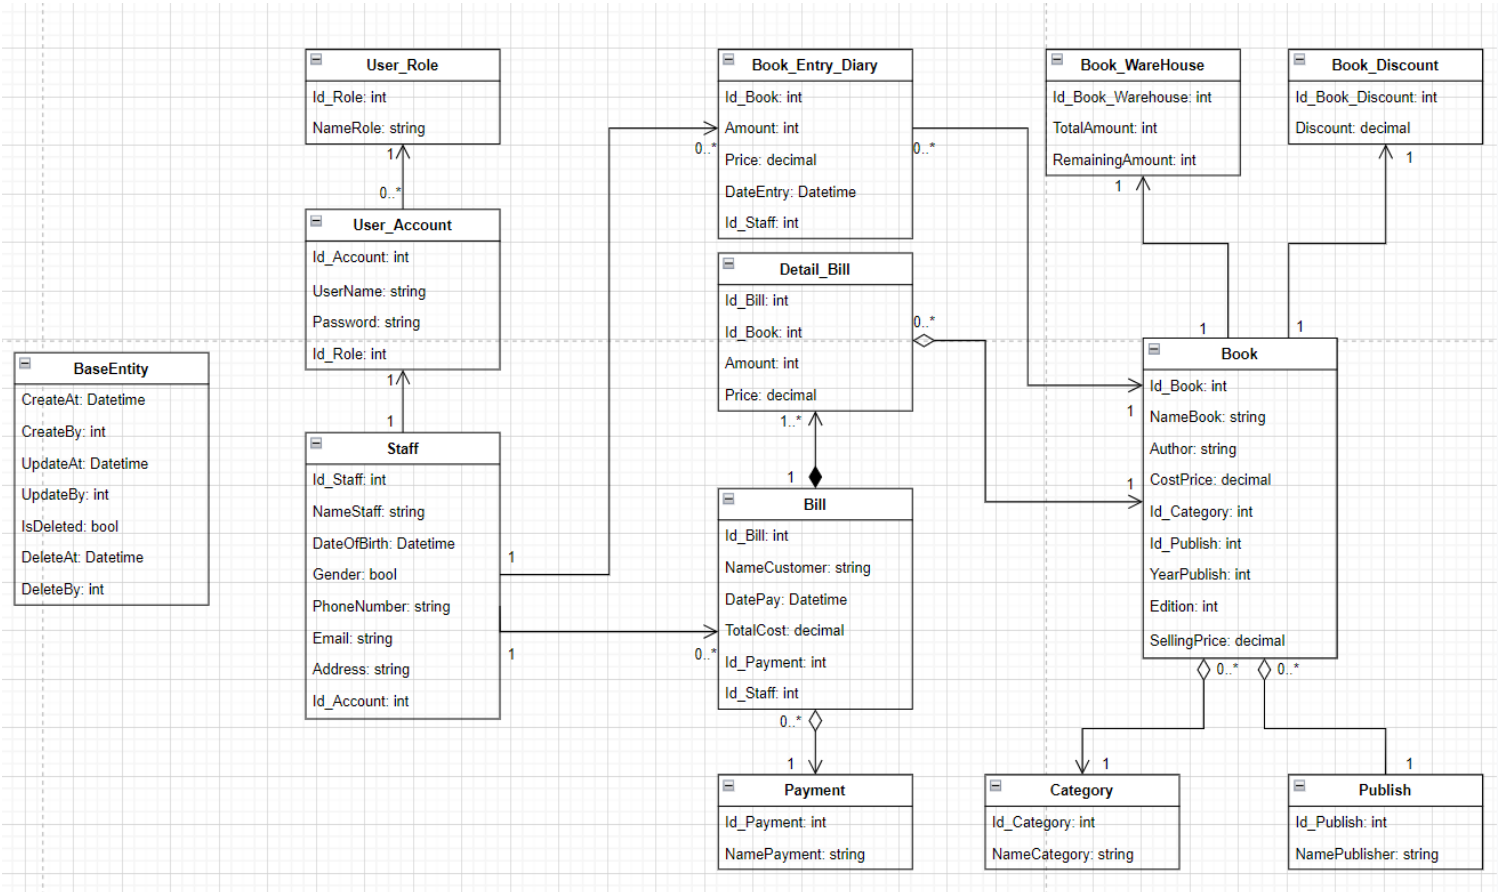 User_Role
Id_Role: int
NameRole: string
1
0..*
User_Account
Id_Account: int
UserName: string
Password: string
Id_Role: int
1
1
Staff
Id_Staff: int
NameStaff: string
DateOfBirth: Datetime
Gender: bool
PhoneNumber: string
Email: string
Address: string
Id_Account: int
1
1
BaseEntity
CreateAt: Datetime
CreateBy: int
UpdateAt: Datetime
UpdateBy: int
IsDeleted: bool
DeleteAt: Datetime
DeleteBy: int
Book_Entry_Diary
Id_Book: int
Amount: int
Price: decimal
DateEntry: Datetime
Id_Staff: int
0..*
0..*
Detail_Bill
Id_Bill: int
Id_Book: int
Amount: int
Price: decimal
0..*
1..*
1
Bill
Id_Bill: int
NameCustomer: string
DatePay: Datetime
TotalCost: decimal
Id_Payment: int
Id_Staff: int
0..*
0..*
1
Payment
Id_Payment: int
NamePayment: string
Book_WareHouse
Id_Book_Warehouse: int
TotalAmount: int
RemainingAmount: int
1
Book_Discount
Id_Book_Discount: int
Discount: decimal
1
1
1
Book
Id_Book: int
NameBook: string
Author: string
CostPrice: decimal
Id_Category: int
Id_Publish: int
YearPublish: int
Edition: int
SellingPrice: decimal
1
1
0..*
0..*
1
1
Category
Id_Category: int
NameCategory: string
Publish
Id_Publish: int
NamePublisher: string